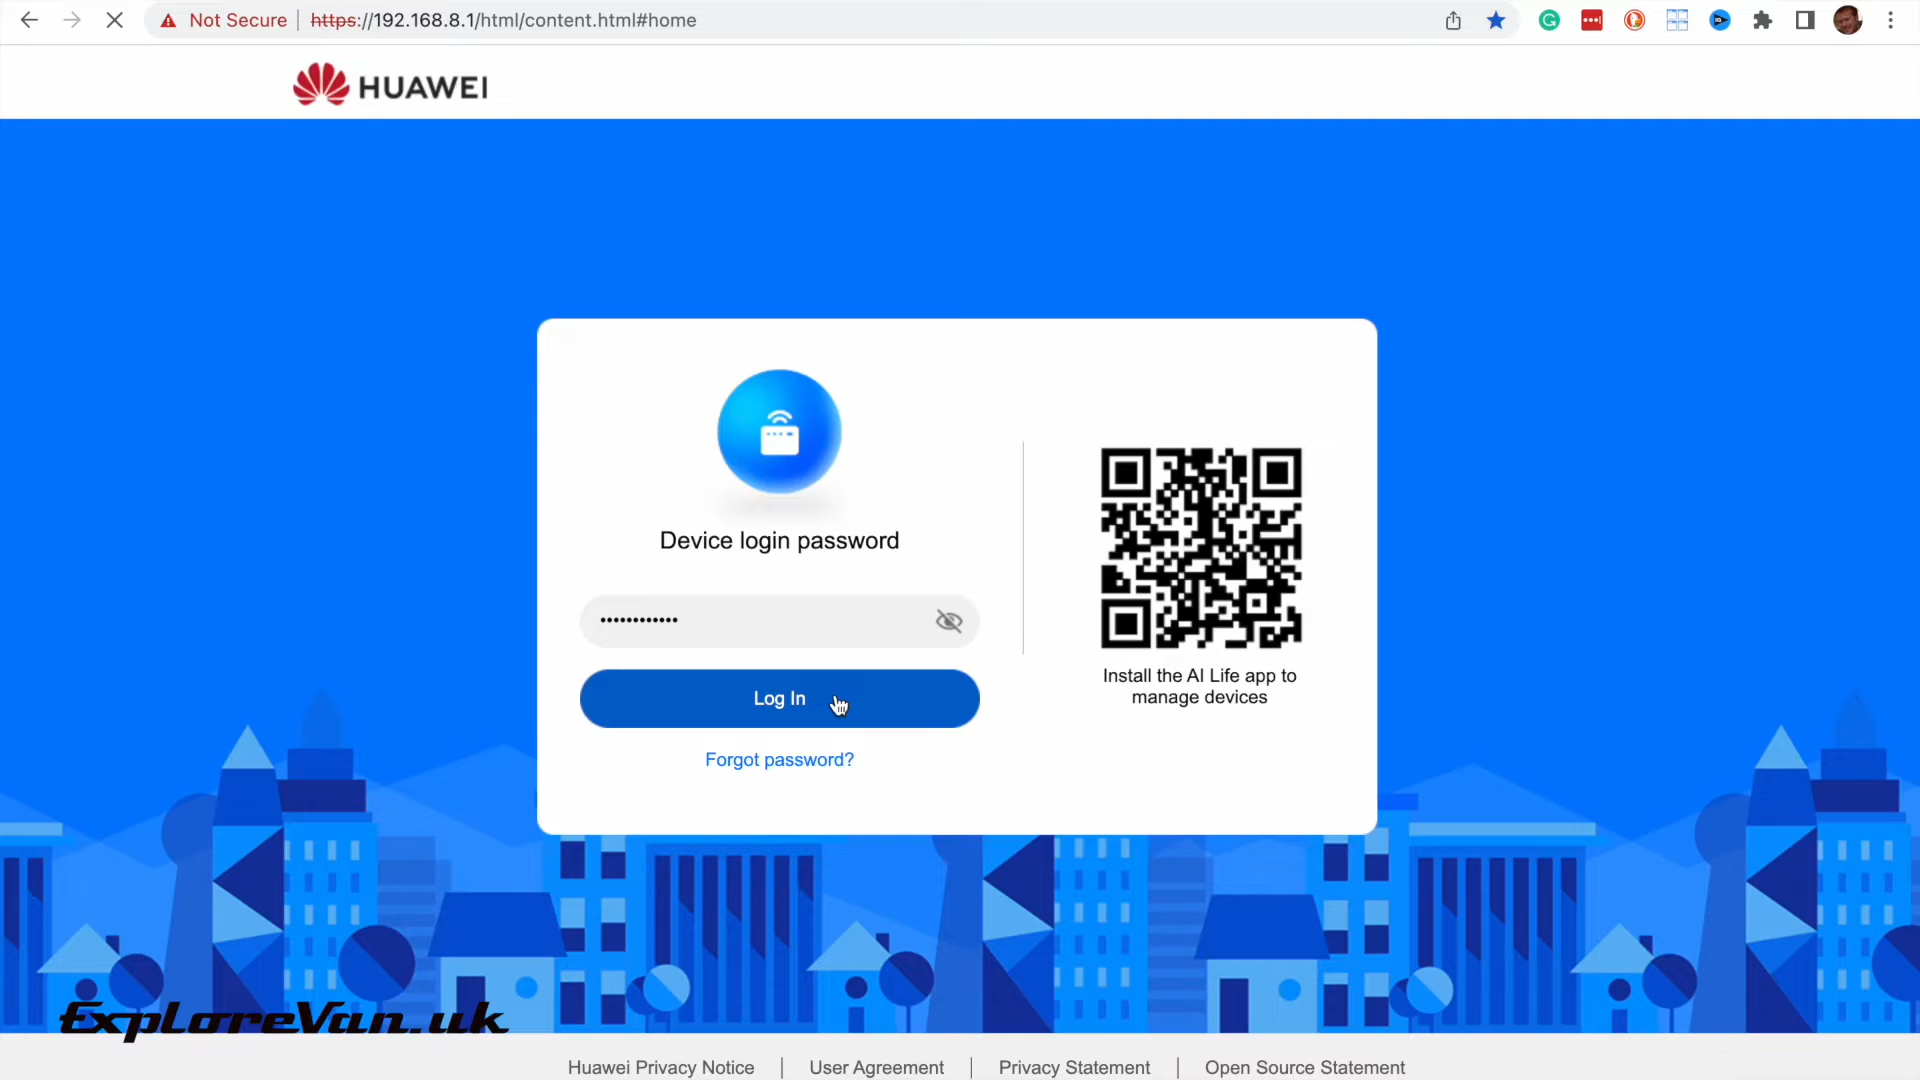 Not Secure
https://192.168.8.1/html/content.html#home
HUAWEI
Device login password
••••••••••••
Log In
Forgot password?
Install the AI Life app to
manage devices
ExploreVan.uk
Huawei Privacy Notice | User Agreement | Privacy Statement | Open Source Statement